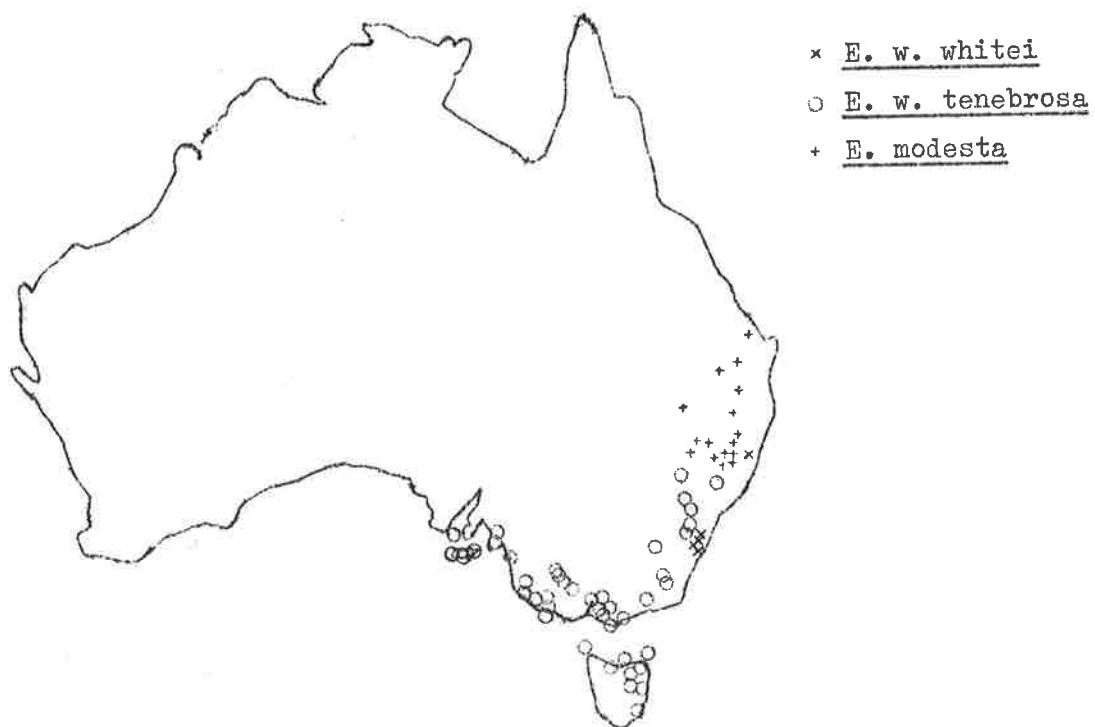 × E. w. whitei
○ E. w. tenebrosa
+ E. modesta